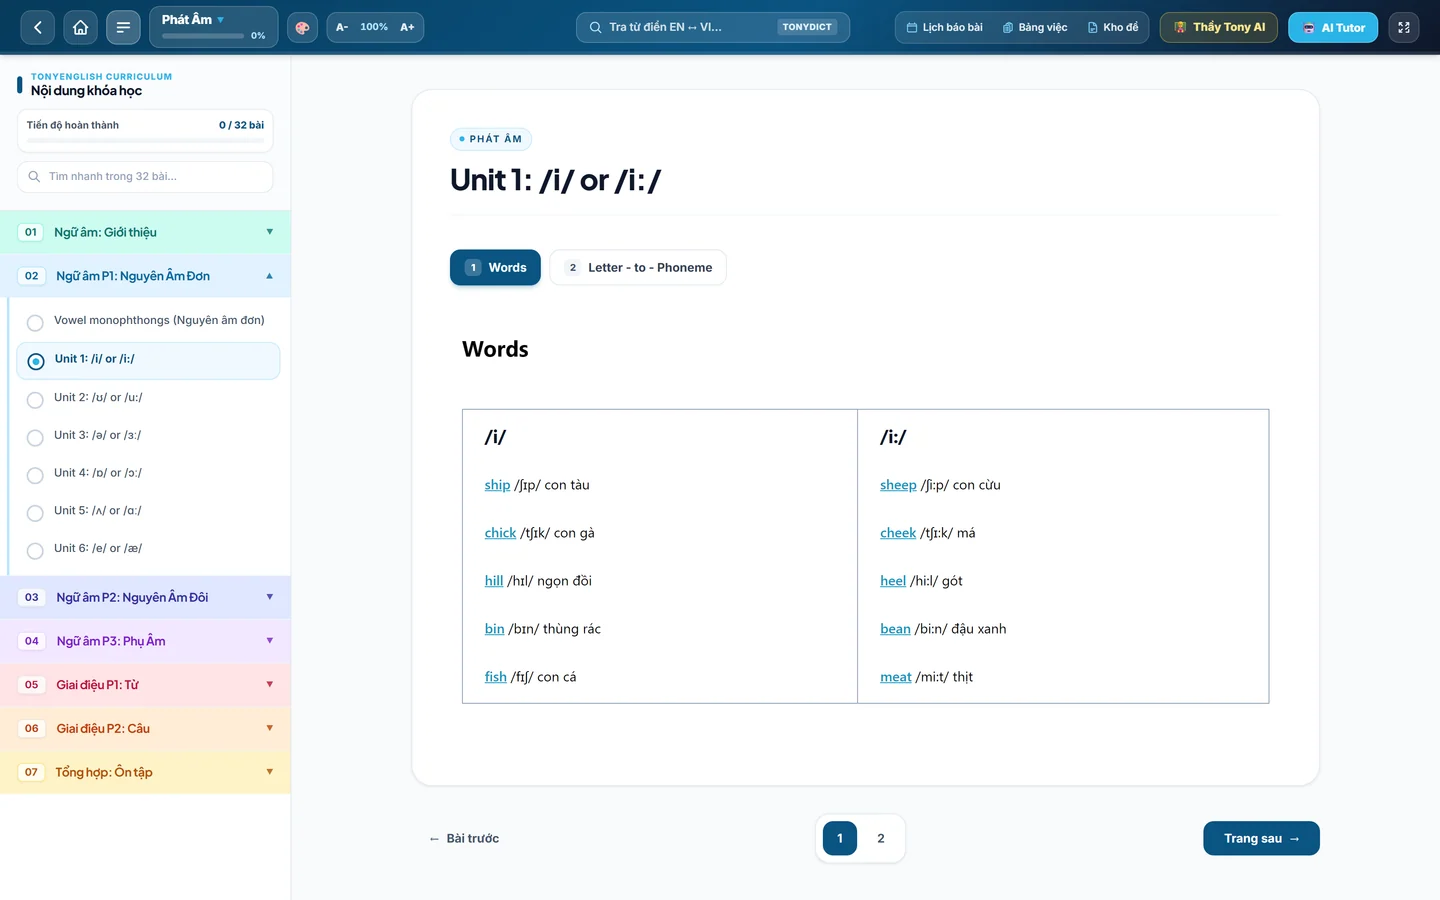 Phát Âm ▼
0%
A- 100% A+
Tra từ điển EN ↔ VI... TONYDICT
Lịch báo bài
Bảng việc
Kho đề
Thầy Tony AI
AI Tutor
TONYENGLISH CURRICULUM
Nội dung khóa học
Tiến độ hoàn thành 0 / 32 bài
Tìm nhanh trong 32 bài...
01 Ngữ âm: Giới thiệu ▼
02 Ngữ âm P1: Nguyên Âm Đơn ▲
Vowel monophthongs (Nguyên âm đơn)
Unit 1: /i/ or /i:/
Unit 2: /ʊ/ or /u:/
Unit 3: /ə/ or /ɜ:/
Unit 4: /ɒ/ or /ɔ:/
Unit 5: /ʌ/ or /ɑ:/
Unit 6: /e/ or /æ/
03 Ngữ âm P2: Nguyên Âm Đôi ▼
04 Ngữ âm P3: Phụ Âm ▼
05 Giai điệu P1: Từ ▼
06 Giai điệu P2: Câu ▼
07 Tổng hợp: Ôn tập ▼
PHÁT ÂM
Unit 1: /i/ or /i:/
1 Words
2 Letter - to - Phoneme
Words
/i/
ship /ʃɪp/ con tàu
chick /tʃɪk/ con gà
hill /hɪl/ ngọn đồi
bin /bɪn/ thùng rác
fish /fɪʃ/ con cá
/i:/
sheep /ʃi:p/ con cừu
cheek /tʃɪ:k/ má
heel /hi:l/ gót
bean /bi:n/ đậu xanh
meat /mi:t/ thịt
← Bài trước
1 2
Trang sau →